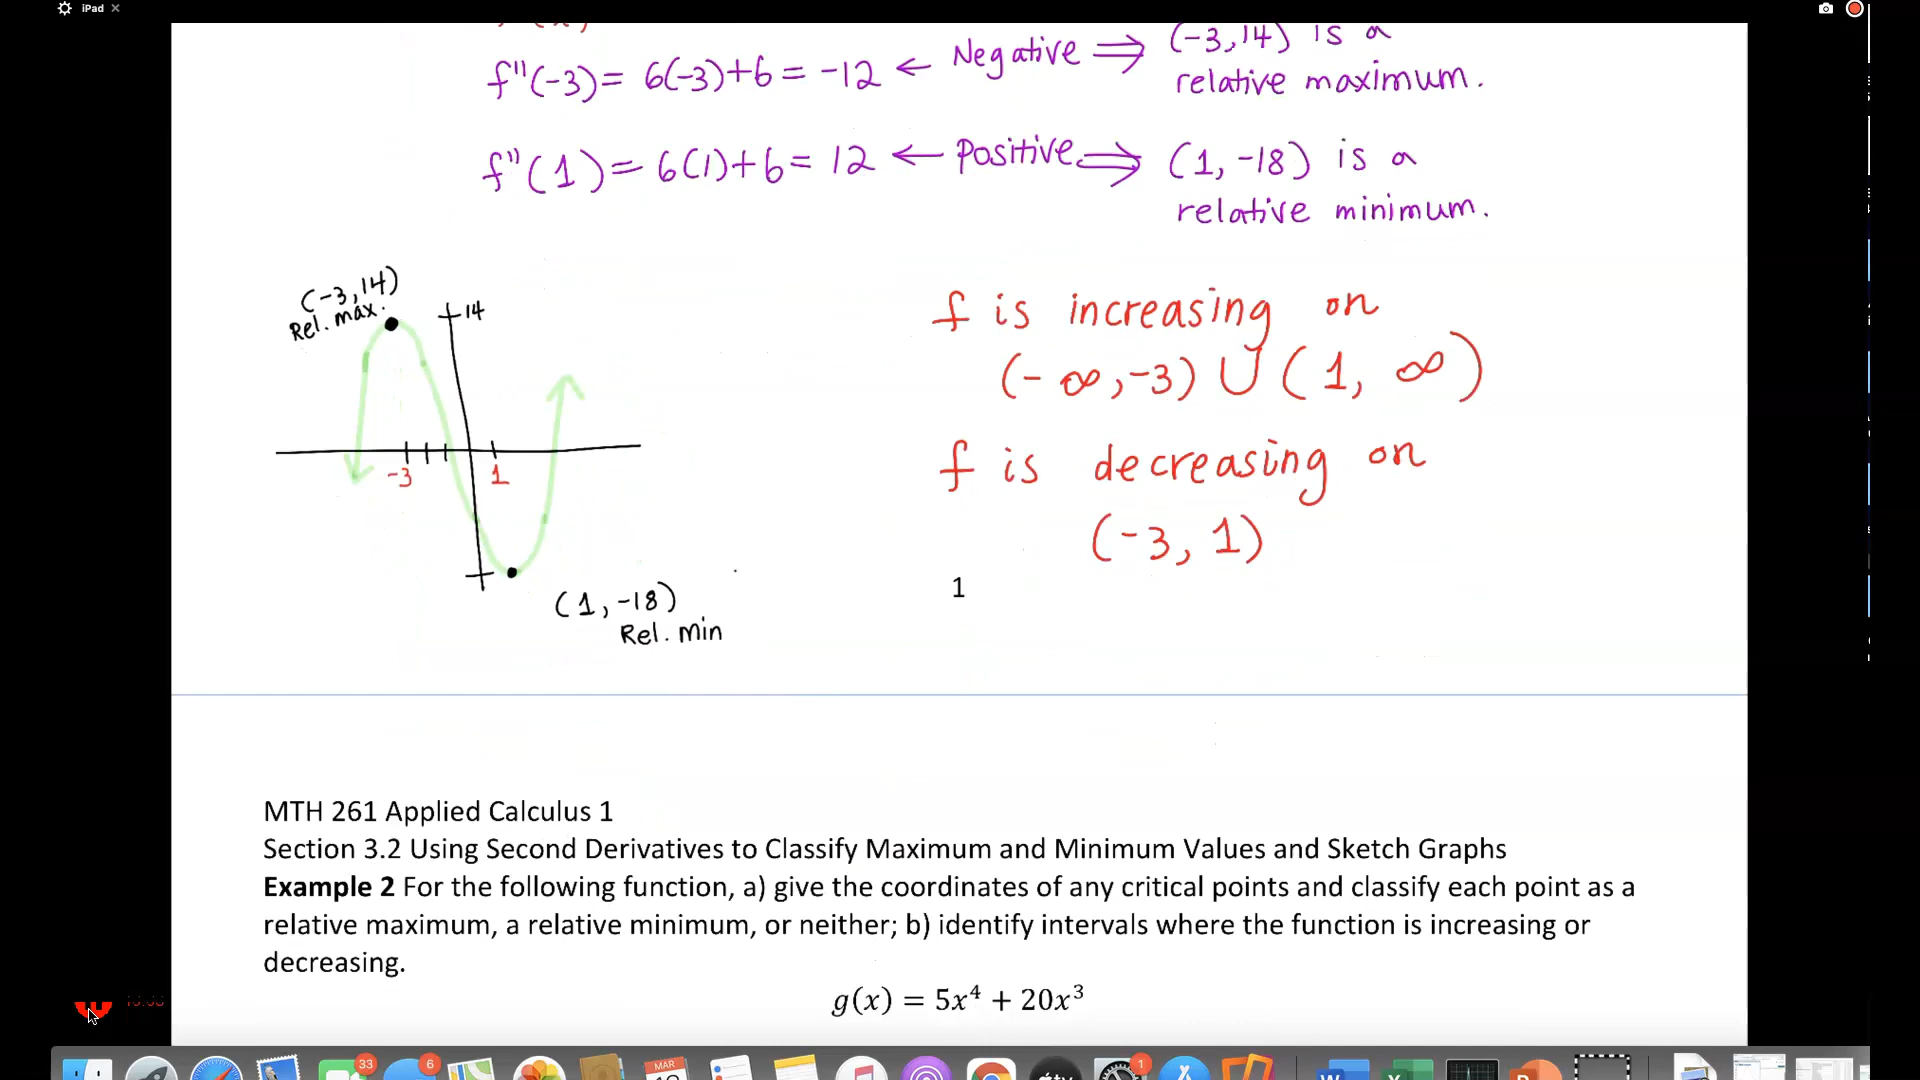 iPad
(-3,14) is a
f''(-3)= 6(-3)+6 = -12 ← Negative ⟹ relative maximum.
f''(1)= 6(1)+6= 12 ← Positive ⟹ (1,-18) is a
relative minimum.
(-3,14)
Rel. max.
14
-3
1
(1,-18)
Rel. min
f is increasing on
(-∞,-3) ∪ (1, ∞)
f is decreasing on
(-3, 1)
1
MTH 261 Applied Calculus 1
Section 3.2 Using Second Derivatives to Classify Maximum and Minimum Values and Sketch Graphs
Example 2 For the following function, a) give the coordinates of any critical points and classify each point as a
relative maximum, a relative minimum, or neither; b) identify intervals where the function is increasing or
decreasing.
g(x) = 5x⁴ + 20x³
33
6
MAR
1